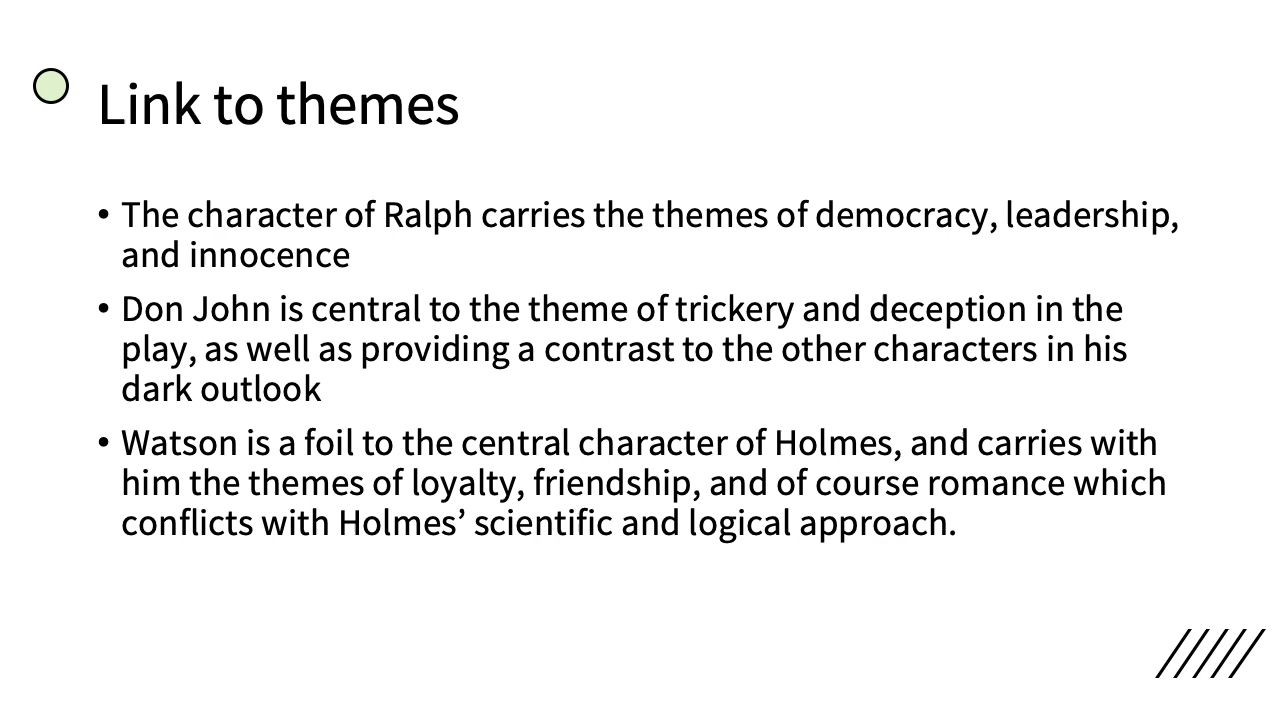 Link to themes
• The character of Ralph carries the themes of democracy, leadership,
and innocence
• Don John is central to the theme of trickery and deception in the
play, as well as providing a contrast to the other characters in his
dark outlook
• Watson is a foil to the central character of Holmes, and carries with
him the themes of loyalty, friendship, and of course romance which
conflicts with Holmes’ scientific and logical approach.